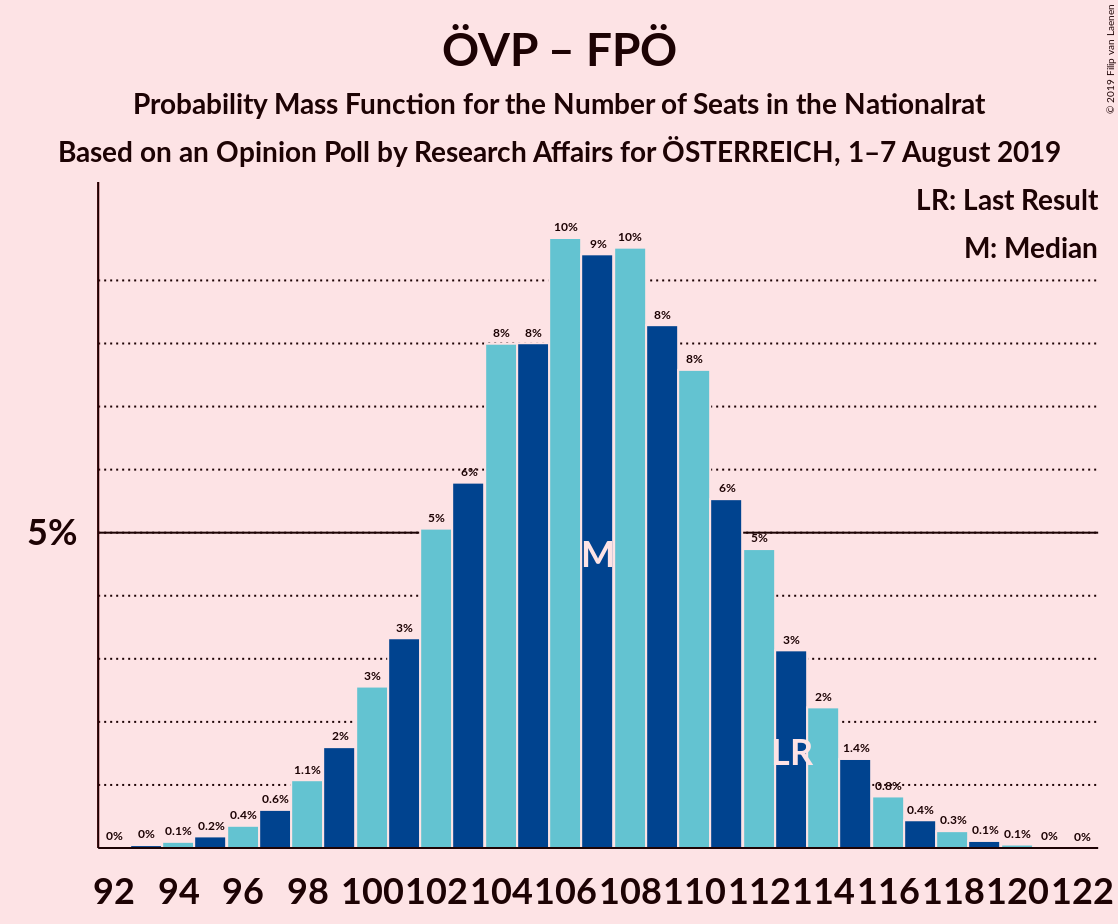 ÖVP – FPÖ
Probability Mass Function for the Number of Seats in the Nationalrat
Based on an Opinion Poll by Research Affairs for ÖSTERREICH, 1–7 August 2019
© 2019 Filip van Laenen
LR: Last Result
M: Median
5%
0% 0% 0.1% 0.2% 0.4% 0.6% 1.1% 2% 3% 3% 5% 6% 8% 8% 10% 9% 10% 8% 8% 6% 5% 3% 2% 1.4% 0.8% 0.4% 0.3% 0.1% 0.1% 0% 0%
M
LR
92 94 96 98 100 102 104 106 108 110 112 114 116 118 120 122